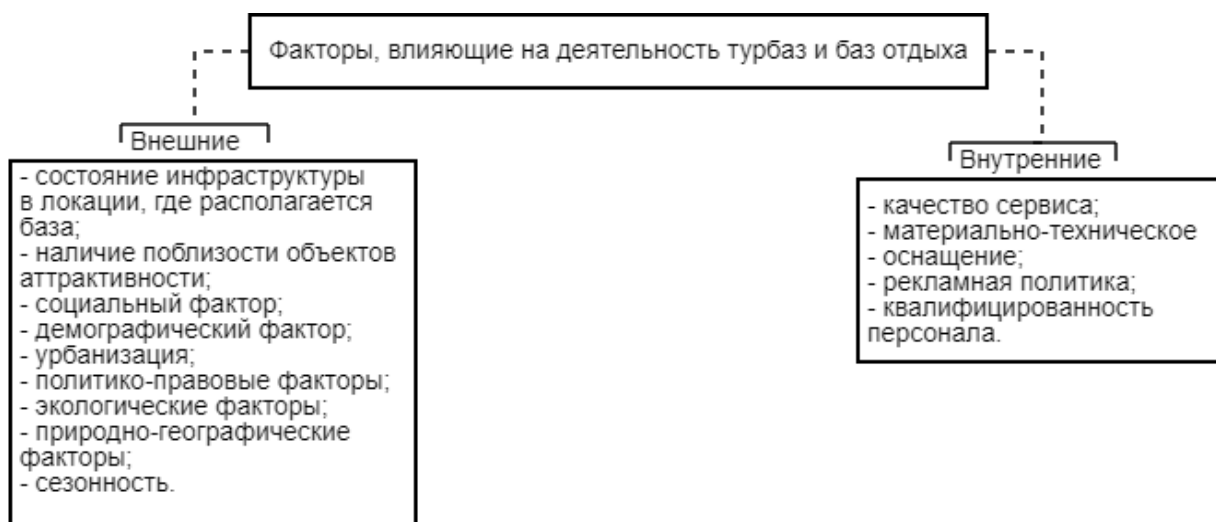 Факторы, влияющие на деятельность турбаз и баз отдыха
Внешние
- состояние инфраструктуры
в локации, где располагается
база;
- наличие поблизости объектов
аттрактивности;
- социальный фактор;
- демографический фактор;
- урбанизация;
- политико-правовые факторы;
- экологические факторы;
- природно-географические
факторы;
- сезонность.
Внутренние
- качество сервиса;
- материально-техническое
- оснащение;
- рекламная политика;
- квалифицированность
персонала.